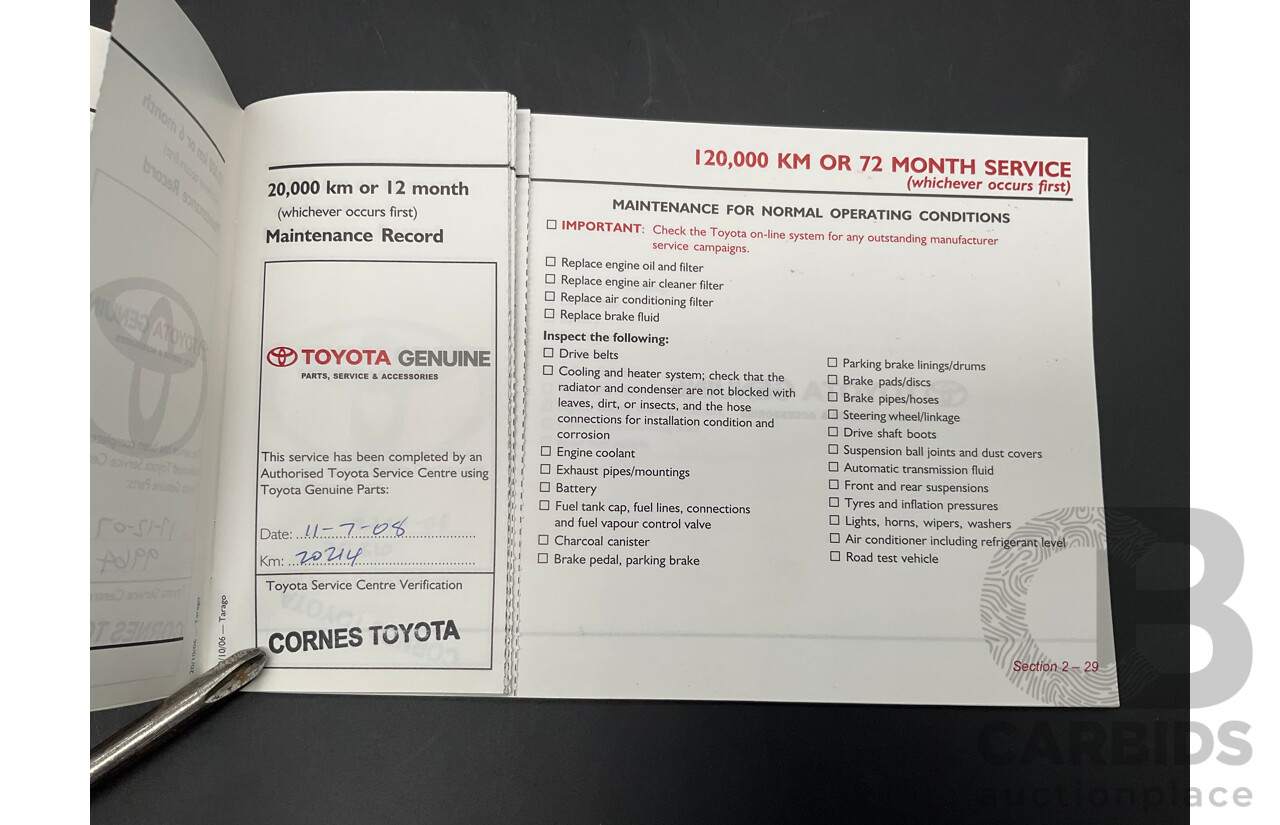 20,000 km or 12 month
(whichever occurs first)
Maintenance Record
TOYOTA GENUINE
PARTS, SERVICE & ACCESSORIES
This service has been completed by an
Authorised Toyota Service Centre using
Toyota Genuine Parts:
Date: 11-7-08
Km: 20214
Toyota Service Centre Verification
CORNES TOYOTA
/10/06 — Tarago
120,000 KM OR 72 MONTH SERVICE
(whichever occurs first)
MAINTENANCE FOR NORMAL OPERATING CONDITIONS
IMPORTANT: Check the Toyota on-line system for any outstanding manufacturer
service campaigns.
Replace engine oil and filter
Replace engine air cleaner filter
Replace air conditioning filter
Replace brake fluid
Inspect the following:
Drive belts
Cooling and heater system; check that the
radiator and condenser are not blocked with
leaves, dirt, or insects, and the hose
connections for installation condition and
corrosion
Engine coolant
Exhaust pipes/mountings
Battery
Fuel tank cap, fuel lines, connections
and fuel vapour control valve
Charcoal canister
Brake pedal, parking brake
Parking brake linings/drums
Brake pads/discs
Brake pipes/hoses
Steering wheel/linkage
Drive shaft boots
Suspension ball joints and dust covers
Automatic transmission fluid
Front and rear suspensions
Tyres and inflation pressures
Lights, horns, wipers, washers
Air conditioner including refrigerant level
Road test vehicle
Section 2 – 29
CARBIDS
auctionplace